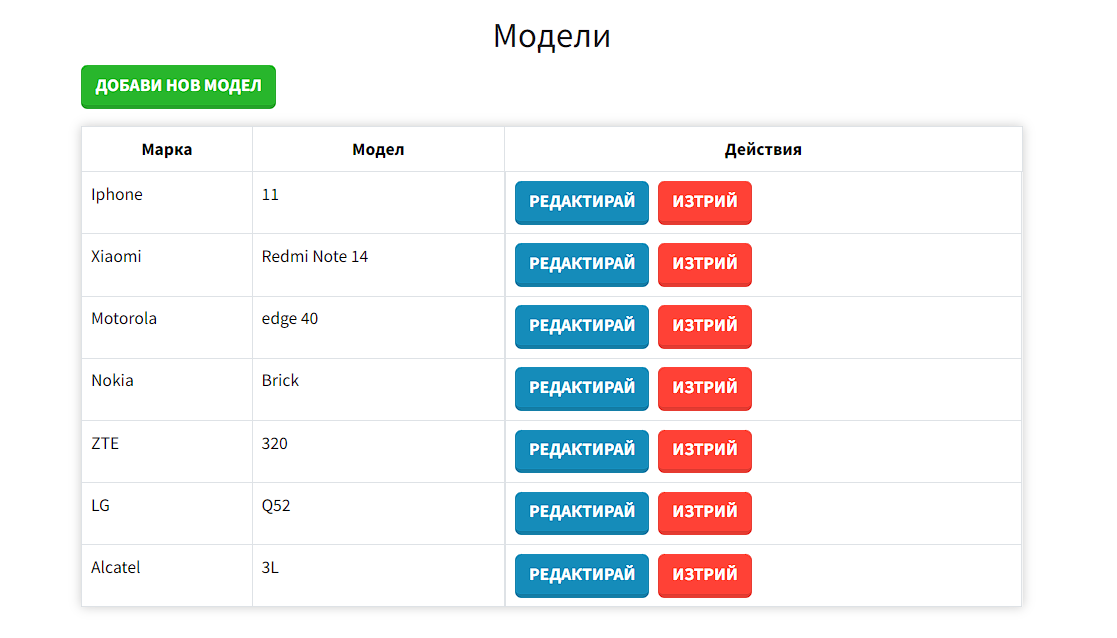 Модели
ДОБАВИ НОВ МОДЕЛ
Марка Модел Действия
Iphone 11 РЕДАКТИРАЙ ИЗТРИЙ
Xiaomi Redmi Note 14 РЕДАКТИРАЙ ИЗТРИЙ
Motorola edge 40 РЕДАКТИРАЙ ИЗТРИЙ
Nokia Brick РЕДАКТИРАЙ ИЗТРИЙ
ZTE 320 РЕДАКТИРАЙ ИЗТРИЙ
LG Q52 РЕДАКТИРАЙ ИЗТРИЙ
Alcatel 3L РЕДАКТИРАЙ ИЗТРИЙ